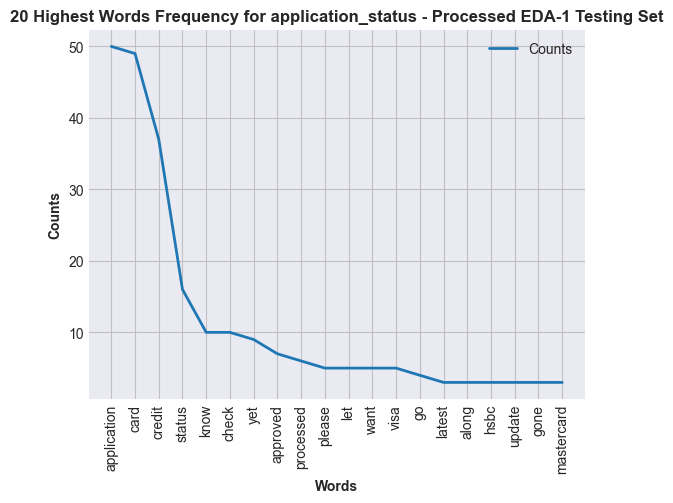 20 Highest Words Frequency for application_status - Processed EDA-1 Testing Set
Counts
50
40
30
20
10
Counts
application
card
credit
status
know
check
yet
approved
processed
please
let
want
visa
go
latest
along
hsbc
update
gone
mastercard
Words